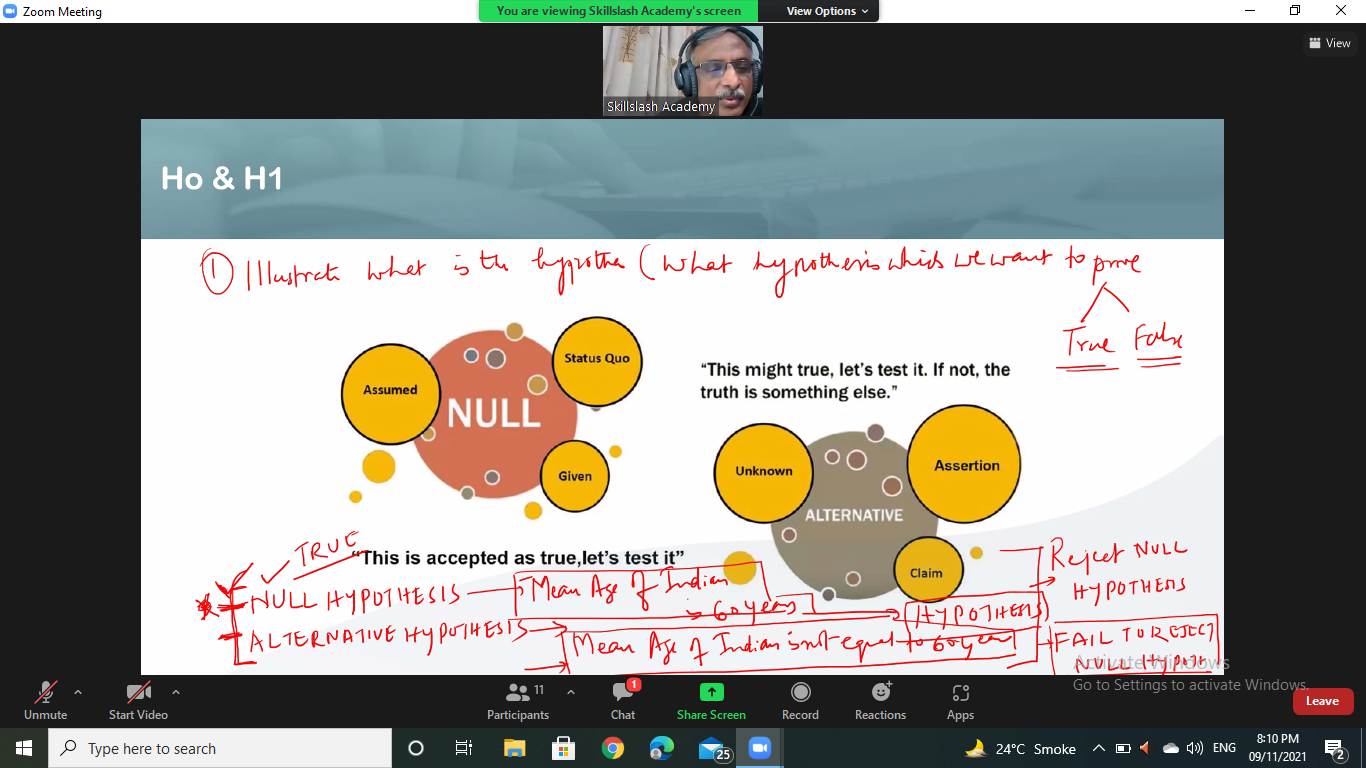 Zoom Meeting
You are viewing Skillslash Academy's screen
View Options
View
Skillslash Academy
Ho & H1
① Illustrate what is the hypothes (what hypothesis which we want to prove
True False
Assumed
Status Quo
NULL
Given
"This might true, let's test it. If not, the
truth is something else."
Unknown
Assertion
ALTERNATIVE
Claim
TRUE
"This is accepted as true,let's test it"
NULL HYPOTHESIS
Mean Age of Indian
is 60 years
HYPOTHESIS
Reject NULL
HYPOTHESIS
ALTERNATIVE HYPOTHESIS
Mean Age of Indian isnt equal to 60 year
FAIL TO REJECT
NULL HYPOTH
Activate Windows
Go to Settings to activate Windows.
Unmute
Start Video
Participants
11
Chat
1
Share Screen
Record
Reactions
Apps
Leave
Type here to search
25
24°C Smoke
ENG
8:10 PM
09/11/2021
2